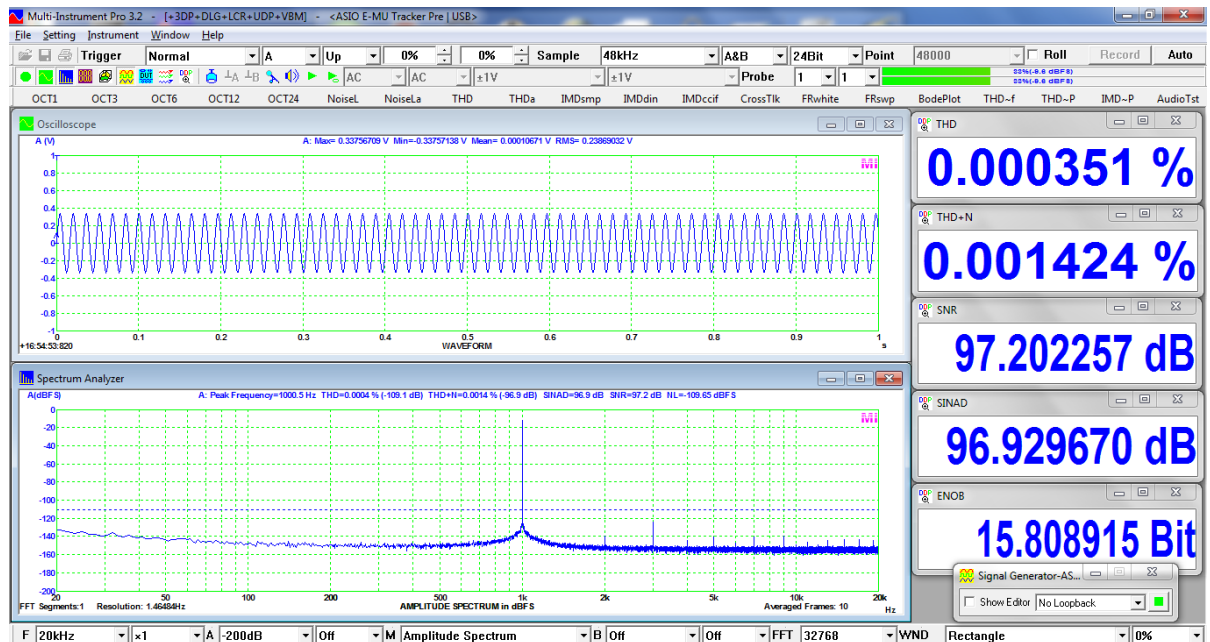 Multi-Instrument Pro 3.2 - [+3DP+DLG+LCR+UDP+VBM] - <ASIO E-MU Tracker Pre | USB>
File Setting Instrument Window Help
Trigger Normal A Up 0% 0% Sample 48kHz A&B 24Bit Point 48000 Roll Record Auto
AC AC ±1V ±1V Probe 1 1 33%(-9.6 dBFS)
33%(-9.6 dBFS)
OCT1 OCT3 OCT6 OCT12 OCT24 NoiseL NoiseLa THD THDa IMDsmp IMDdin IMDccif CrossTlk FRwhite FRswp BodePlot THD~f THD~P IMD~P AudioTst
Oscilloscope
A (V) A: Max= 0.33756709 V Min=-0.33757138 V Mean= 0.00010671 V RMS= 0.23869032 V
Mi
1
0.8
0.6
0.4
0.2
0
-0.2
-0.4
-0.6
-0.8
-1
0 0.1 0.2 0.3 0.4 0.5 0.6 0.7 0.8 0.9 1
+16:54:53:820 WAVEFORM s
Spectrum Analyzer
A(dBFS) A: Peak Frequency=1000.5 Hz THD=0.0004 % (-109.1 dB) THD+N=0.0014 % (-96.9 dB) SINAD=96.9 dB SNR=97.2 dB NL=-109.65 dBFS
Mi
0
-20
-40
-60
-80
-100
-120
-140
-160
-180
-200
20 50 100 200 500 1k 2k 5k 10k 20k
FFT Segments:1 Resolution: 1.46484Hz AMPLITUDE SPECTRUM in dBFS Averaged Frames: 10 Hz
THD
0.000351 %
THD+N
0.001424 %
SNR
97.202257 dB
SINAD
96.929670 dB
ENOB
15.808915 Bit
Signal Generator-AS...
Show Editor No Loopback
F 20kHz ×1 A -200dB Off M Amplitude Spectrum B Off Off FFT 32768 WND Rectangle 0%